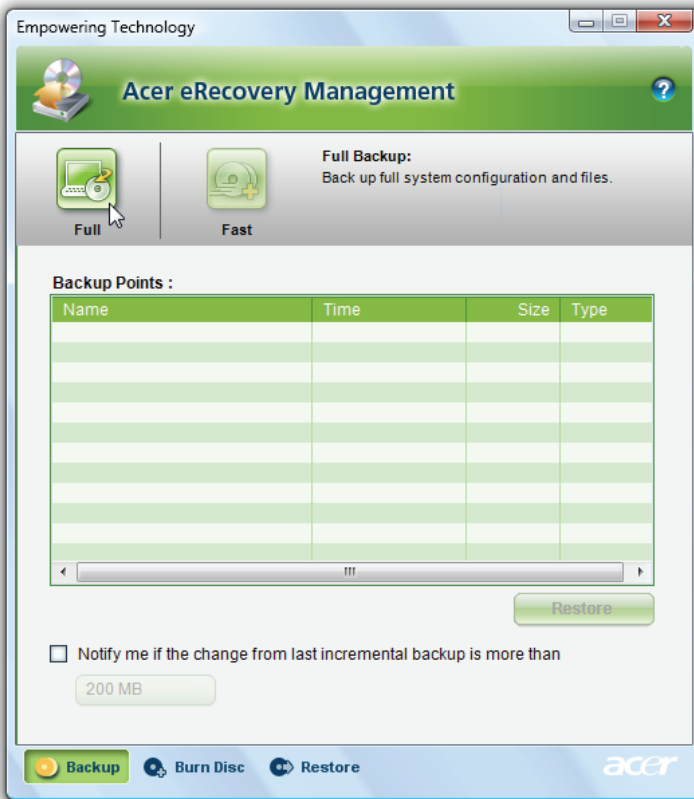 Empowering Technology
Acer eRecovery Management
?
Full
Fast
Full Backup:
Back up full system configuration and files.
Backup Points :
Name Time Size Type
Restore
Notify me if the change from last incremental backup is more than
200 MB
Backup Burn Disc Restore acer